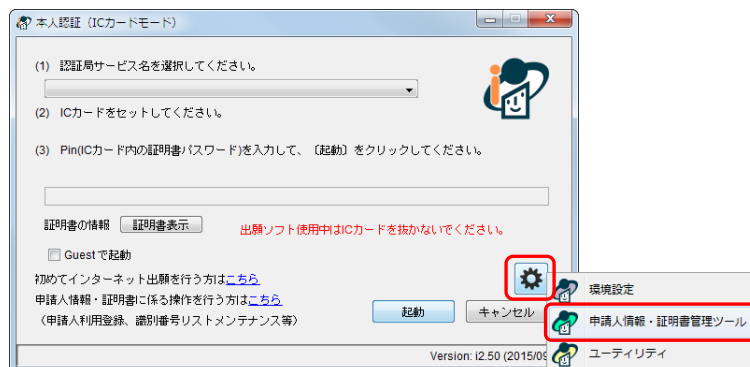 本人認証（ICカードモード）
(1) 認証局サービス名を選択してください。
(2) ICカードをセットしてください。
(3) Pin(ICカード内の証明書パスワード)を入力して、〔起動〕をクリックしてください。
証明書の情報 証明書表示 出願ソフト使用中はICカードを抜かないでください。
Guestで起動
初めてインターネット出願を行う方はこちら
申請人情報・証明書に係る操作を行う方はこちら
（申請人利用登録、識別番号リストメンテナンス等）
起動 キャンセル
Version: i2.50 (2015/09
環境設定
申請人情報・証明書管理ツール
ユーティリティ